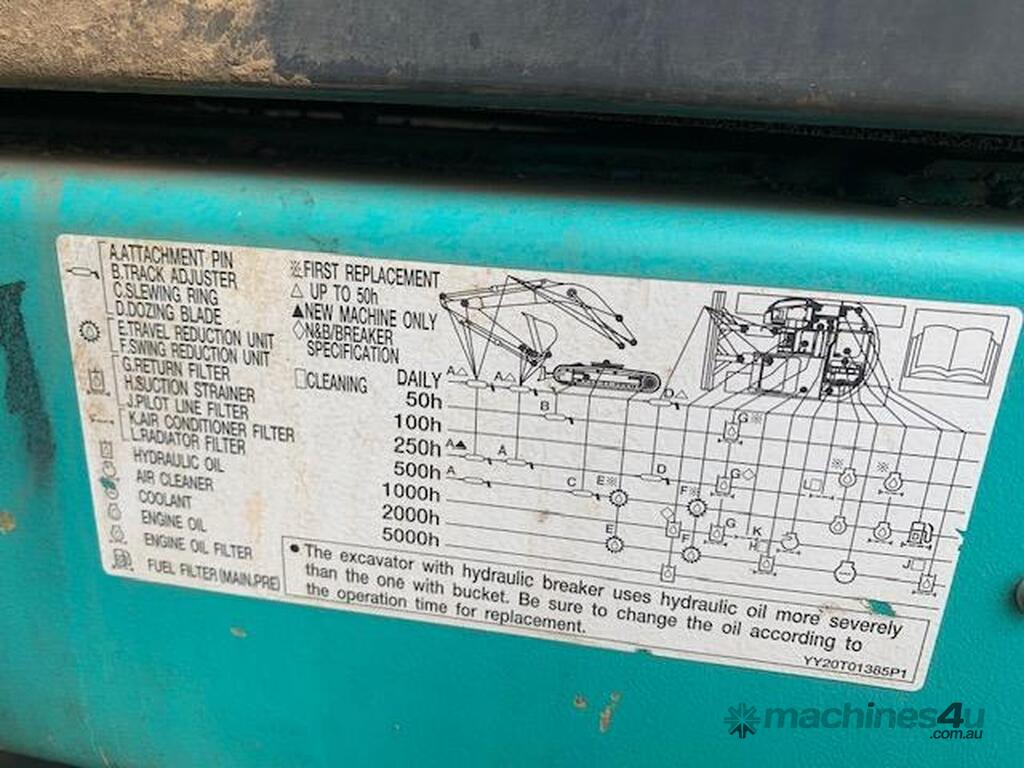 A.ATTACHMENT PIN
B.TRACK ADJUSTER
C.SLEWING RING
D.DOZING BLADE
E.TRAVEL REDUCTION UNIT
F.SWING REDUCTION UNIT
G.RETURN FILTER
H.SUCTION STRAINER
J.PILOT LINE FILTER
K.AIR CONDITIONER FILTER
L.RADIATOR FILTER
HYDRAULIC OIL
AIR CLEANER
COOLANT
ENGINE OIL
ENGINE OIL FILTER
FUEL FILTER(MAIN,PRE)
※FIRST REPLACEMENT
△ UP TO 50h
▲NEW MACHINE ONLY
◇N&B/BREAKER
SPECIFICATION
□CLEANING
DAILY
50h
100h
250h
500h
1000h
2000h
5000h
A△ A△ D△
B G※
A▲ A D G◇ L□ ※ ※
A C E※ F※
E F G K H J□
• The excavator with hydraulic breaker uses hydraulic oil more severely
than the one with bucket. Be sure to change the oil according to
the operation time for replacement.
YY20T01385P1
machines4u
.com.au